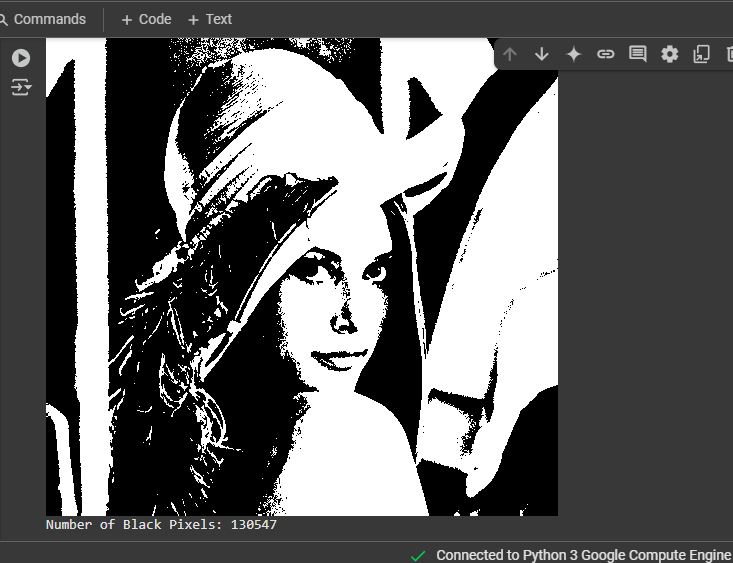 Commands + Code + Text
Number of Black Pixels: 130547
Connected to Python 3 Google Compute Engine